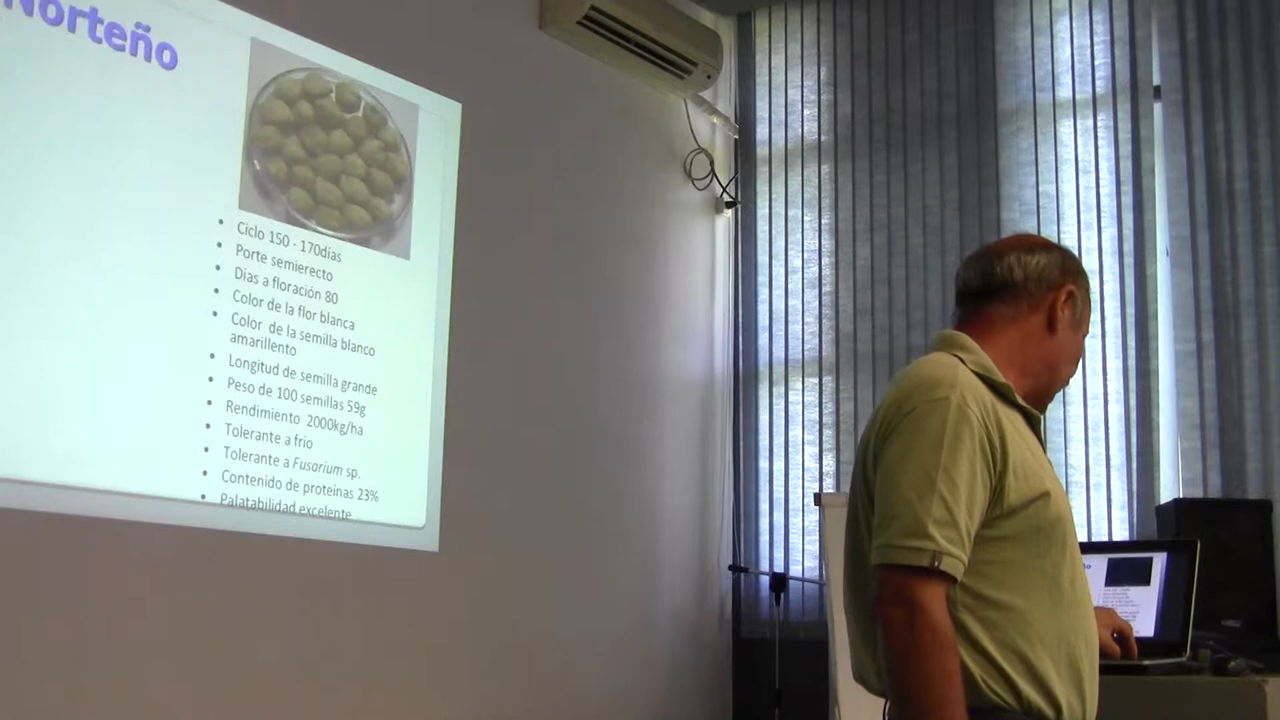 Norteño
• Ciclo 150 - 170días
• Porte semierecto
• Dias a floración 80
• Color de la flor blanca
• Color de la semilla blanco
amarillento
• Longitud de semilla grande
• Peso de 100 semillas 59g
• Rendimiento 2000kg/ha
• Tolerante a frio
• Tolerante a Fusarium sp.
• Contenido de proteínas 23%
• Palatabilidad excelente